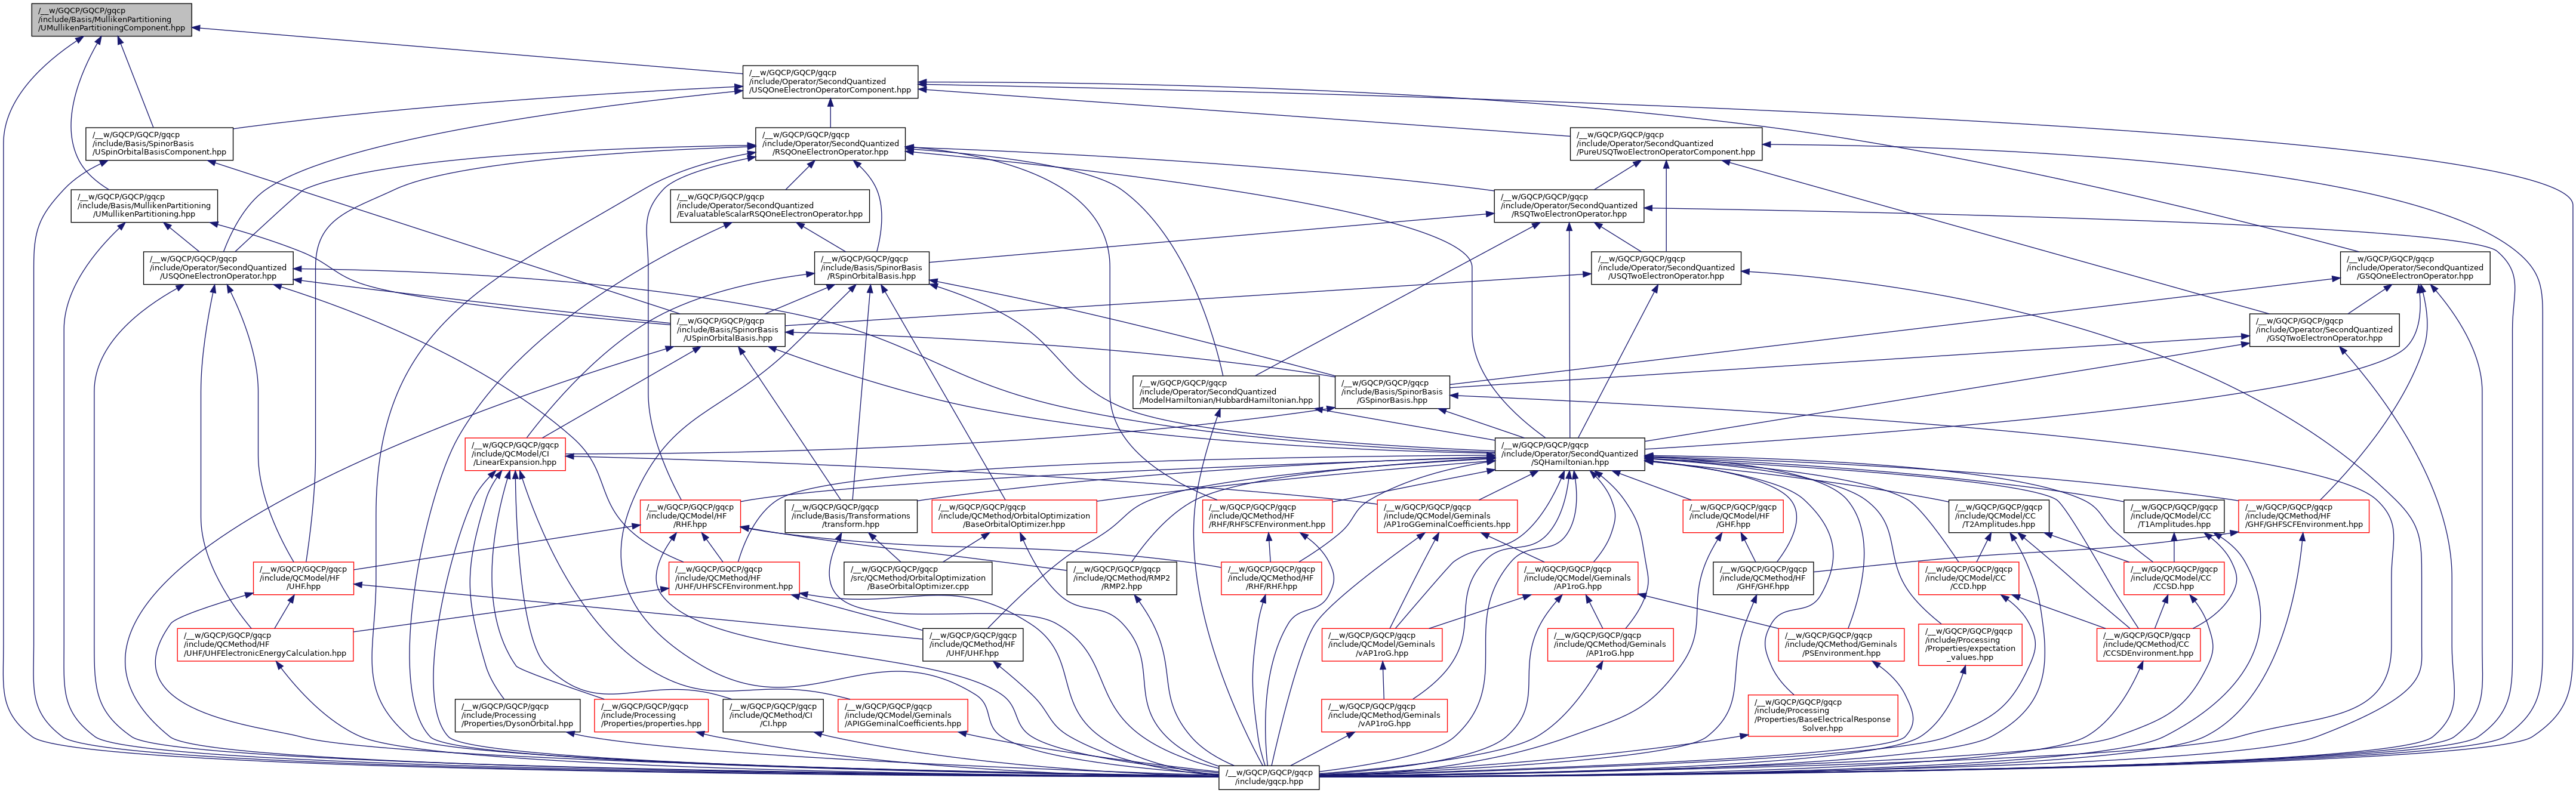 /__w/GQCP/GQCP/gqcp
/include/Basis/MullikenPartitioning
/UMullikenPartitioningComponent.hpp
/__w/GQCP/GQCP/gqcp
/include/Operator/SecondQuantized
/USQOneElectronOperatorComponent.hpp
/__w/GQCP/GQCP/gqcp
/include/Basis/SpinorBasis
/USpinOrbitalBasisComponent.hpp
/__w/GQCP/GQCP/gqcp
/include/Operator/SecondQuantized
/RSQOneElectronOperator.hpp
/__w/GQCP/GQCP/gqcp
/include/Operator/SecondQuantized
/PureUSQTwoElectronOperatorComponent.hpp
/__w/GQCP/GQCP/gqcp
/include/Basis/MullikenPartitioning
/UMullikenPartitioning.hpp
/__w/GQCP/GQCP/gqcp
/include/Operator/SecondQuantized
/EvaluatableScalarRSQOneElectronOperator.hpp
/__w/GQCP/GQCP/gqcp
/include/Operator/SecondQuantized
/RSQTwoElectronOperator.hpp
/__w/GQCP/GQCP/gqcp
/include/Operator/SecondQuantized
/USQOneElectronOperator.hpp
/__w/GQCP/GQCP/gqcp
/include/Basis/SpinorBasis
/RSpinOrbitalBasis.hpp
/__w/GQCP/GQCP/gqcp
/include/Operator/SecondQuantized
/USQTwoElectronOperator.hpp
/__w/GQCP/GQCP/gqcp
/include/Operator/SecondQuantized
/GSQOneElectronOperator.hpp
/__w/GQCP/GQCP/gqcp
/include/Basis/SpinorBasis
/USpinOrbitalBasis.hpp
/__w/GQCP/GQCP/gqcp
/include/Operator/SecondQuantized
/GSQTwoElectronOperator.hpp
/__w/GQCP/GQCP/gqcp
/include/Operator/SecondQuantized
/ModelHamiltonian/HubbardHamiltonian.hpp
/__w/GQCP/GQCP/gqcp
/include/Basis/SpinorBasis
/GSpinorBasis.hpp
/__w/GQCP/GQCP/gqcp
/include/QCModel/CI
/LinearExpansion.hpp
/__w/GQCP/GQCP/gqcp
/include/Operator/SecondQuantized
/SQHamiltonian.hpp
/__w/GQCP/GQCP/gqcp
/include/QCModel/HF
/RHF.hpp
/__w/GQCP/GQCP/gqcp
/include/Basis/Transformations
/transform.hpp
/__w/GQCP/GQCP/gqcp
/include/QCMethod/OrbitalOptimization
/BaseOrbitalOptimizer.hpp
/__w/GQCP/GQCP/gqcp
/include/QCMethod/HF
/RHF/RHFSCFEnvironment.hpp
/__w/GQCP/GQCP/gqcp
/include/QCModel/Geminals
/AP1roGGeminalCoefficients.hpp
/__w/GQCP/GQCP/gqcp
/include/QCModel/HF
/GHF.hpp
/__w/GQCP/GQCP/gqcp
/include/QCModel/CC
/T2Amplitudes.hpp
/__w/GQCP/GQCP/gqcp
/include/QCModel/CC
/T1Amplitudes.hpp
/__w/GQCP/GQCP/gqcp
/include/QCMethod/HF
/GHF/GHFSCFEnvironment.hpp
/__w/GQCP/GQCP/gqcp
/include/QCModel/HF
/UHF.hpp
/__w/GQCP/GQCP/gqcp
/include/QCMethod/HF
/UHF/UHFSCFEnvironment.hpp
/__w/GQCP/GQCP/gqcp
/src/QCMethod/OrbitalOptimization
/BaseOrbitalOptimizer.cpp
/__w/GQCP/GQCP/gqcp
/include/QCMethod/RMP2
/RMP2.hpp
/__w/GQCP/GQCP/gqcp
/include/QCMethod/HF
/RHF/RHF.hpp
/__w/GQCP/GQCP/gqcp
/include/QCModel/Geminals
/AP1roG.hpp
/__w/GQCP/GQCP/gqcp
/include/QCMethod/HF
/GHF/GHF.hpp
/__w/GQCP/GQCP/gqcp
/include/QCModel/CC
/CCD.hpp
/__w/GQCP/GQCP/gqcp
/include/QCModel/CC
/CCSD.hpp
/__w/GQCP/GQCP/gqcp
/include/QCMethod/HF
/UHF/UHFElectronicEnergyCalculation.hpp
/__w/GQCP/GQCP/gqcp
/include/QCMethod/HF
/UHF/UHF.hpp
/__w/GQCP/GQCP/gqcp
/include/QCModel/Geminals
/vAP1roG.hpp
/__w/GQCP/GQCP/gqcp
/include/QCMethod/Geminals
/AP1roG.hpp
/__w/GQCP/GQCP/gqcp
/include/QCMethod/Geminals
/PSEnvironment.hpp
/__w/GQCP/GQCP/gqcp
/include/Processing
/Properties/expectation
_values.hpp
/__w/GQCP/GQCP/gqcp
/include/QCMethod/CC
/CCSDEnvironment.hpp
/__w/GQCP/GQCP/gqcp
/include/Processing
/Properties/DysonOrbital.hpp
/__w/GQCP/GQCP/gqcp
/include/Processing
/Properties/properties.hpp
/__w/GQCP/GQCP/gqcp
/include/QCMethod/CI
/CI.hpp
/__w/GQCP/GQCP/gqcp
/include/QCModel/Geminals
/APIGGeminalCoefficients.hpp
/__w/GQCP/GQCP/gqcp
/include/QCMethod/Geminals
/vAP1roG.hpp
/__w/GQCP/GQCP/gqcp
/include/Processing
/Properties/BaseElectricalResponse
Solver.hpp
/__w/GQCP/GQCP/gqcp
/include/gqcp.hpp